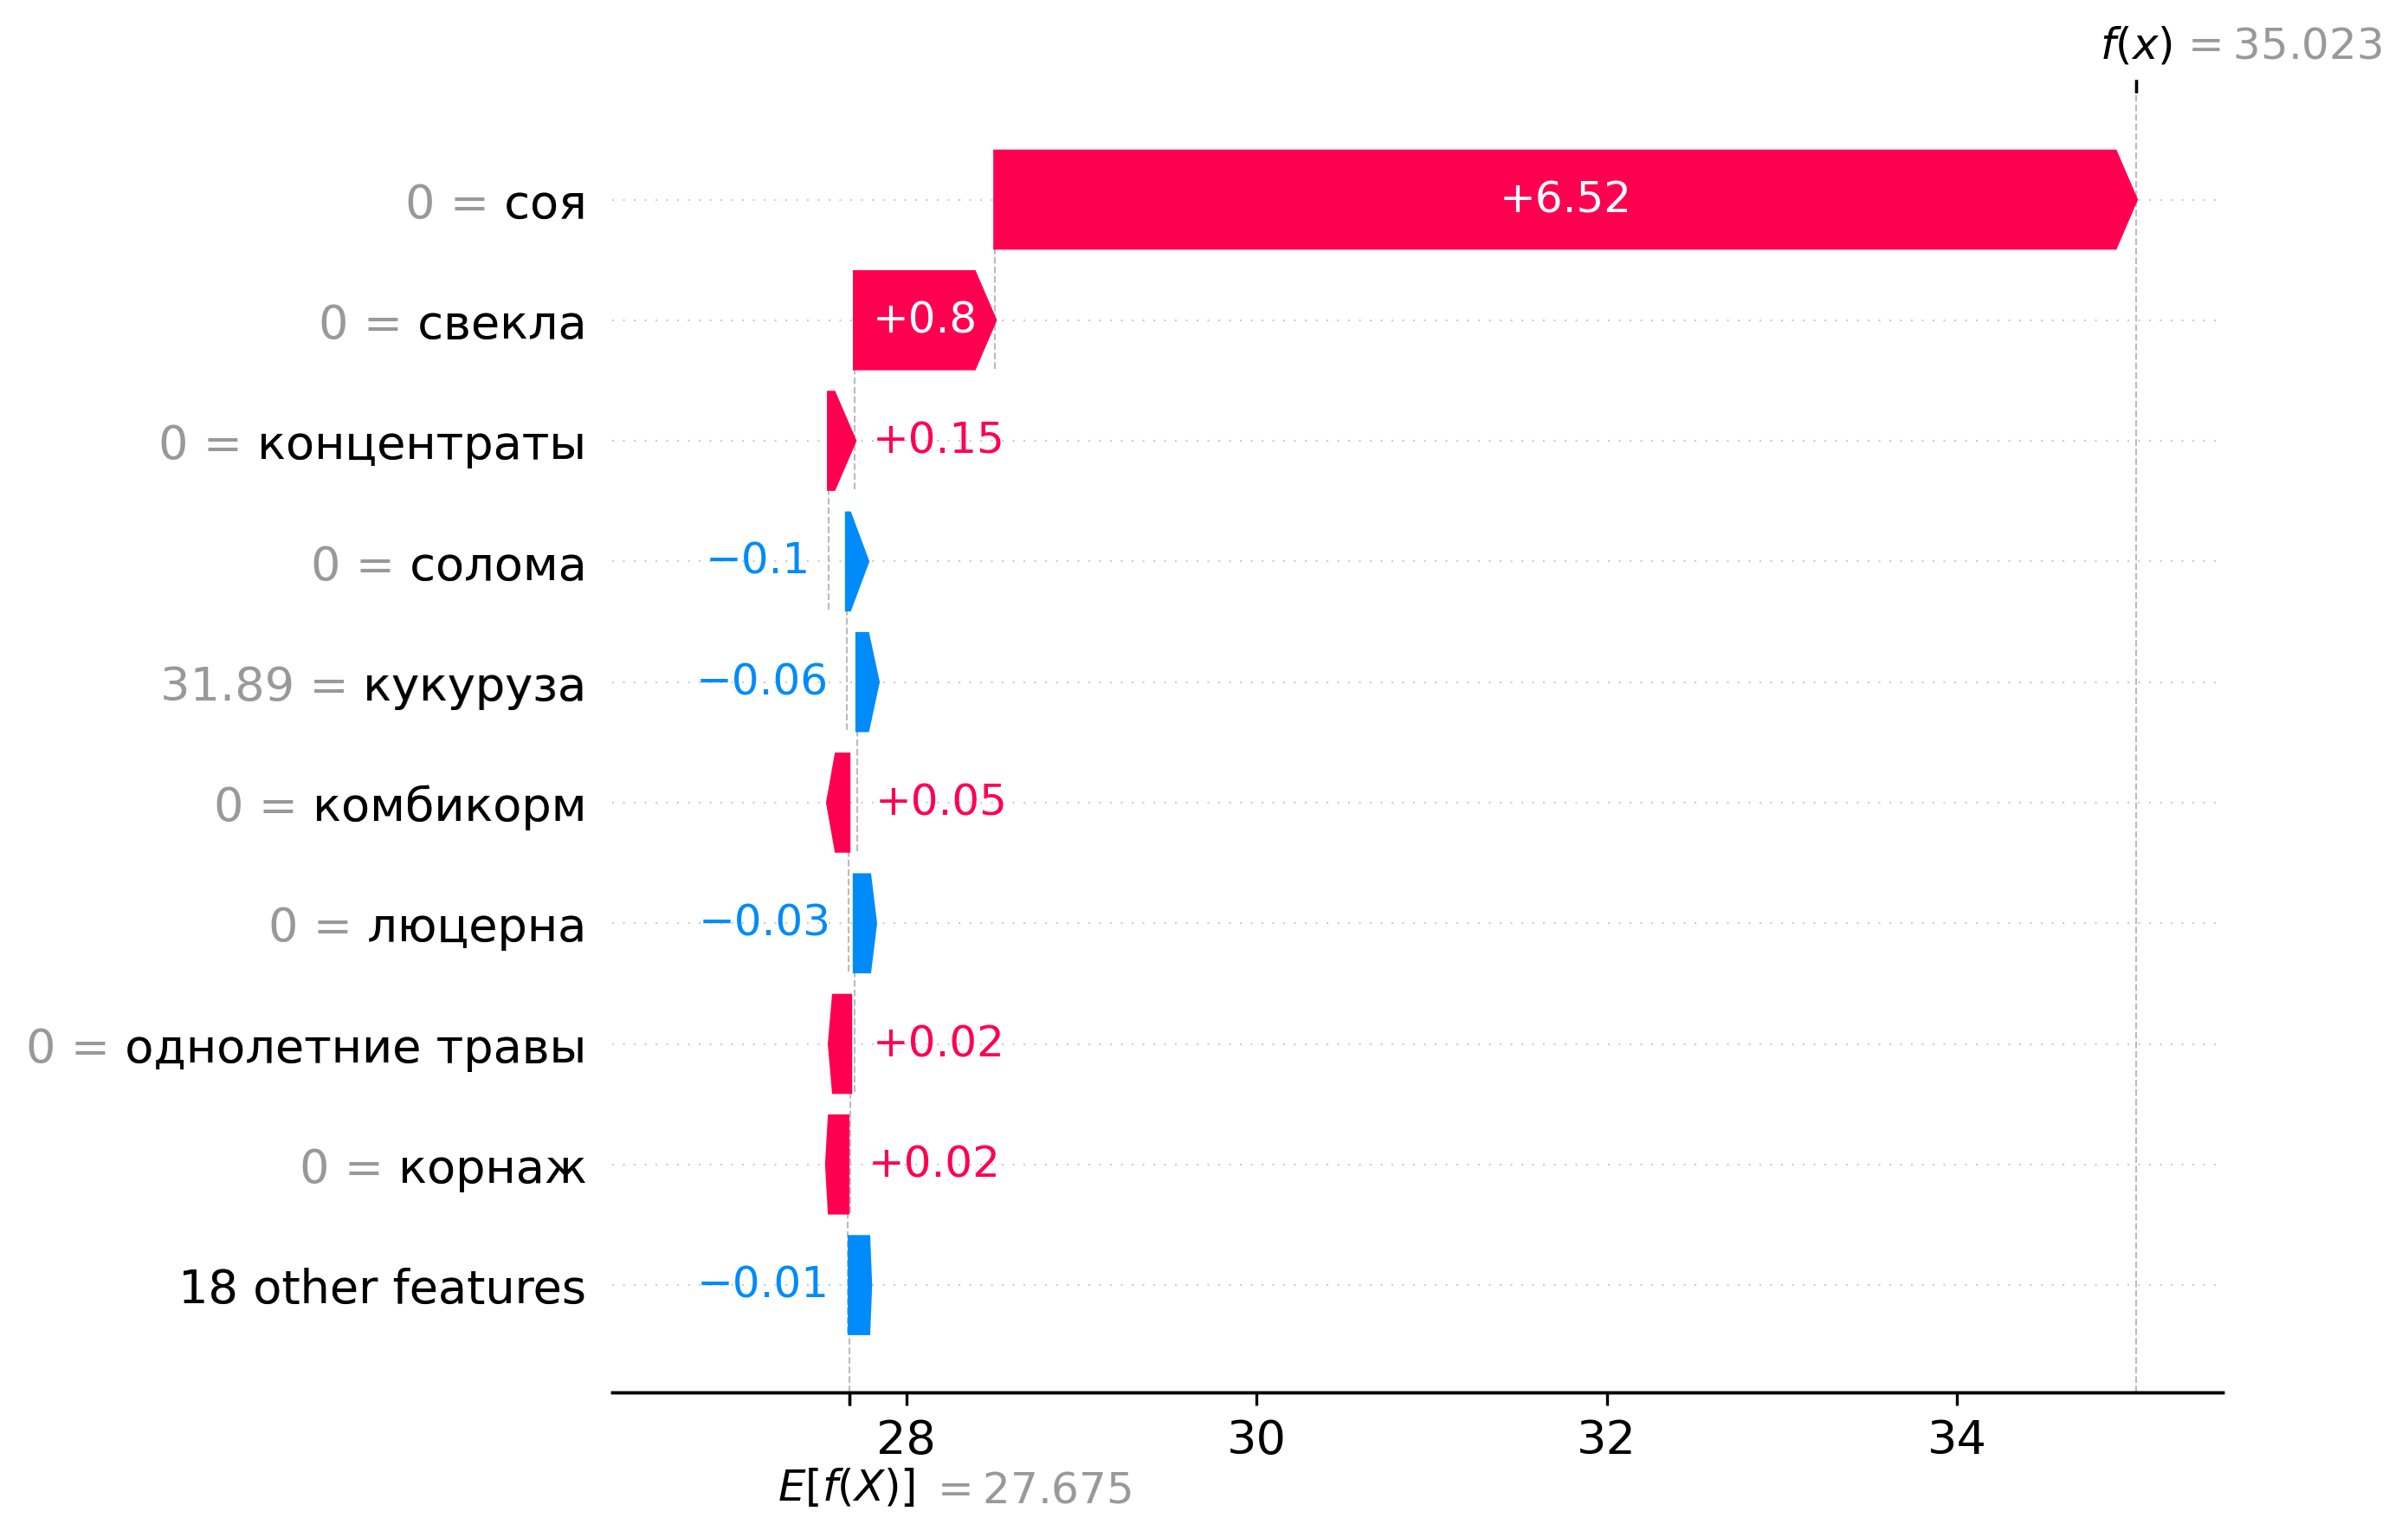 f(x) = 35.023
0 = соя +6.52
0 = свекла +0.8
0 = концентраты +0.15
0 = солома −0.1
31.89 = кукуруза −0.06
0 = комбикорм +0.05
0 = люцерна −0.03
0 = однолетние травы +0.02
0 = корнаж +0.02
18 other features −0.01
28 30 32 34
E[f(X)] = 27.675